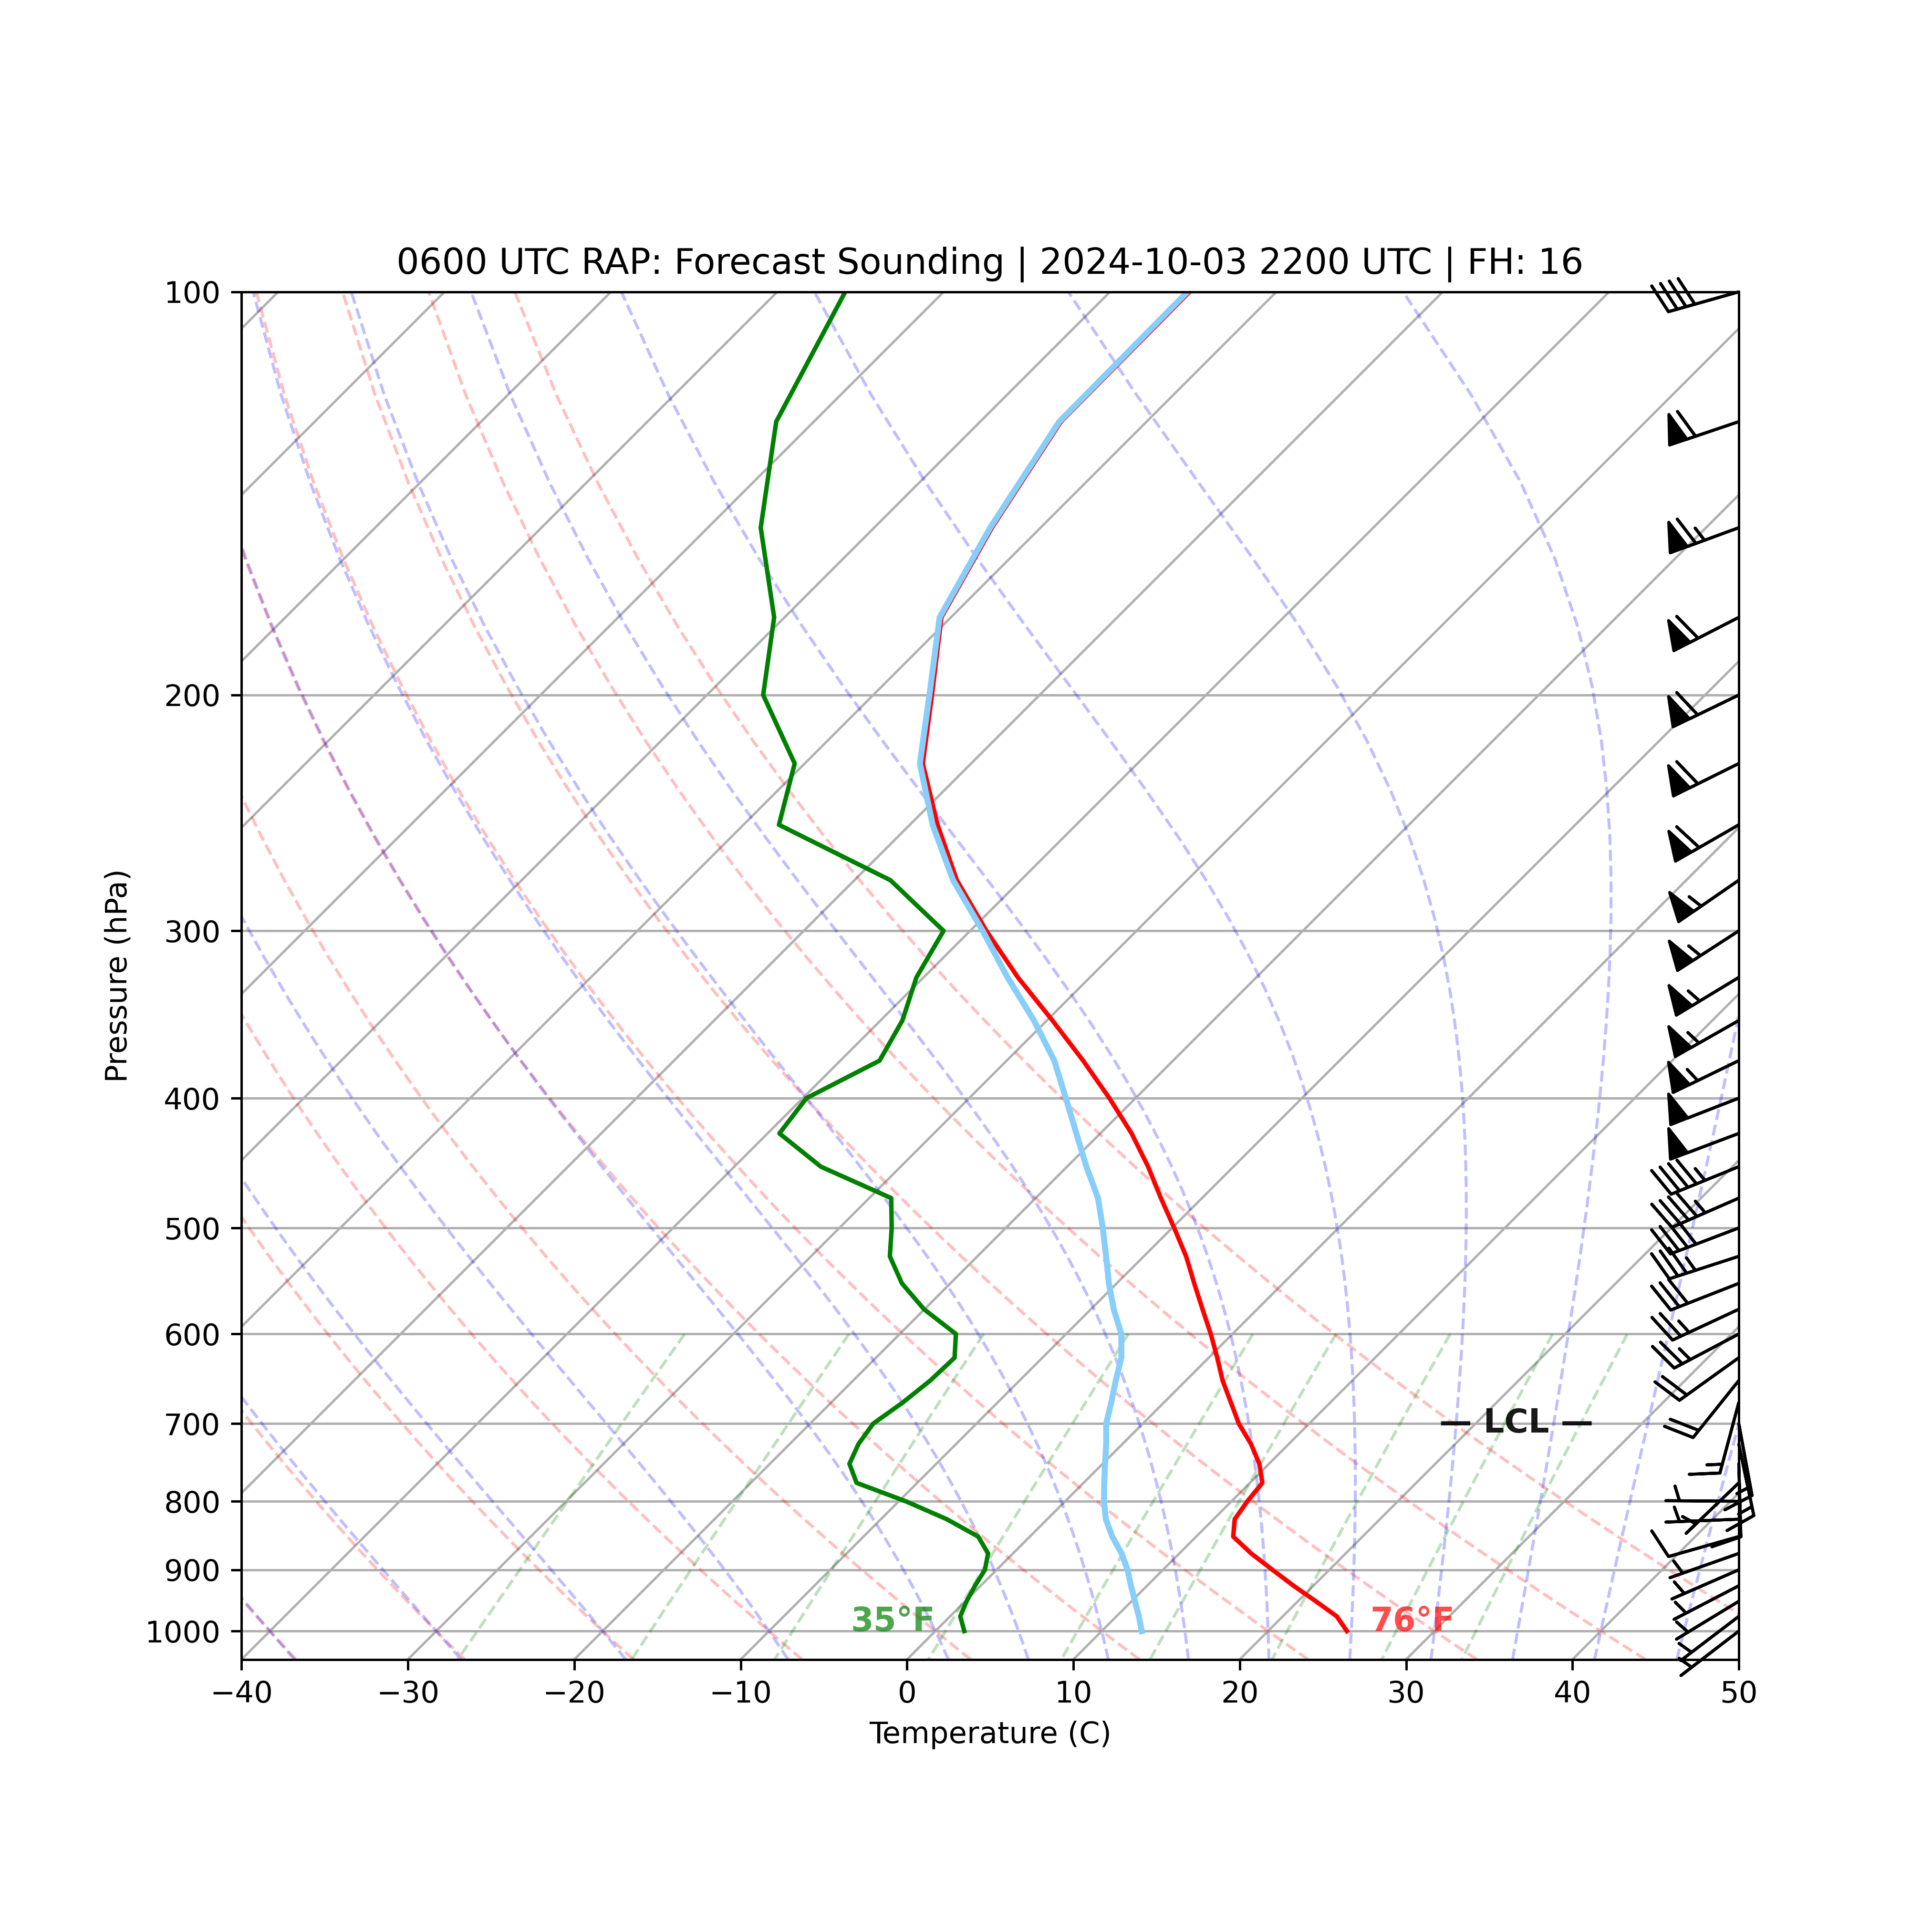 0600 UTC RAP: Forecast Sounding | 2024-10-03 2200 UTC | FH: 16
100
200
300
400
500
600
700
800
900
1000
Pressure (hPa)
LCL
35°F
76°F
−40 −30 −20 −10 0 10 20 30 40 50
Temperature (C)